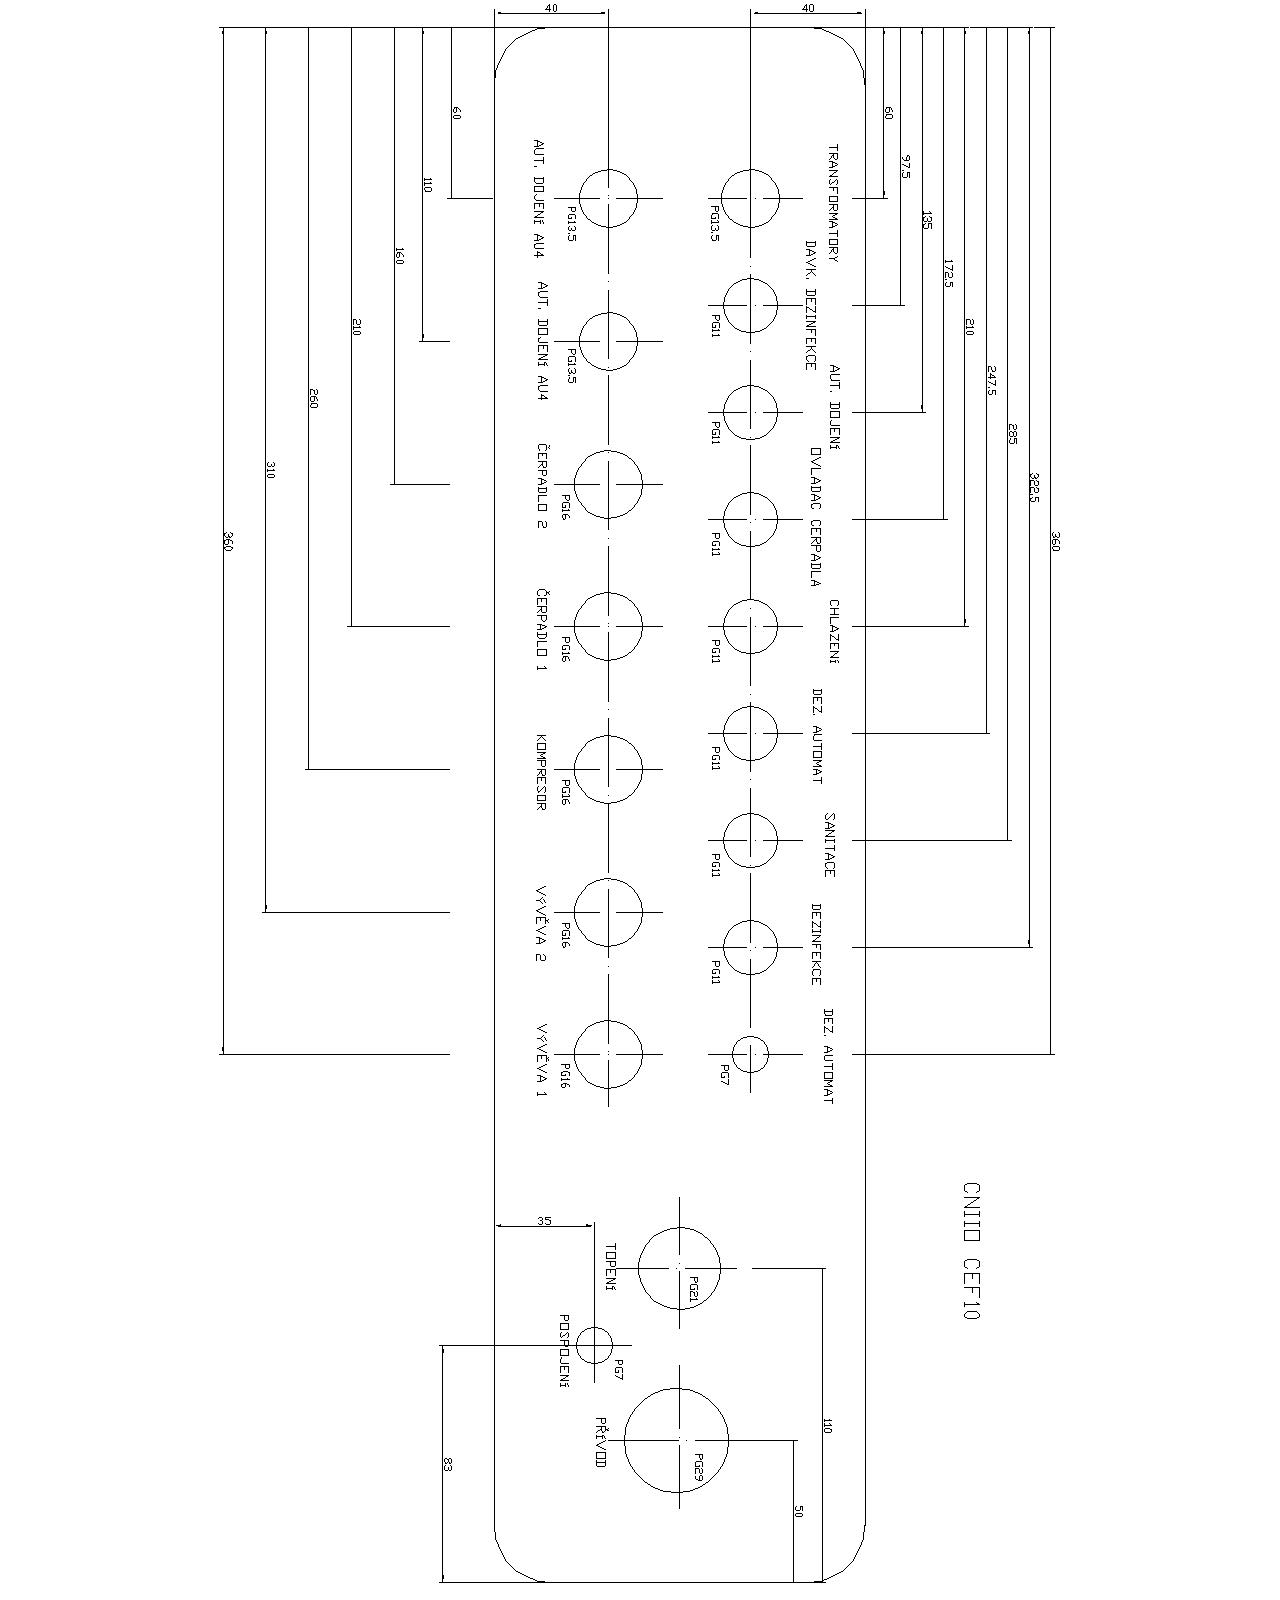 40
40
60
60
97.5
110
135
160
172.5
210
210
247.5
260
285
310
322.5
360
360
TRANSFORMATORY
PG13.5
DAVK. DEZINFEKCE
PG11
AUT. DOJENÍ
PG11
OVLADAC CERPADLA
PG11
CHLAZENÍ
PG11
DEZ. AUTOMAT
PG11
SANITACE
PG11
DEZINFEKCE
PG11
DEZ. AUTOMAT
PG7
AUT. DOJENÍ AU4
PG13.5
AUT. DOJENÍ AU4
PG13.5
ČERPADLO 2
PG16
ČERPADLO 1
PG16
KOMPRESOR
PG16
VÝVĚVA 2
PG16
VÝVĚVA 1
PG16
CNIIO CEF10
35
TOPENÍ
PG21
POSPOJENÍ
PG7
PŘÍVOD
PG29
110
83
50